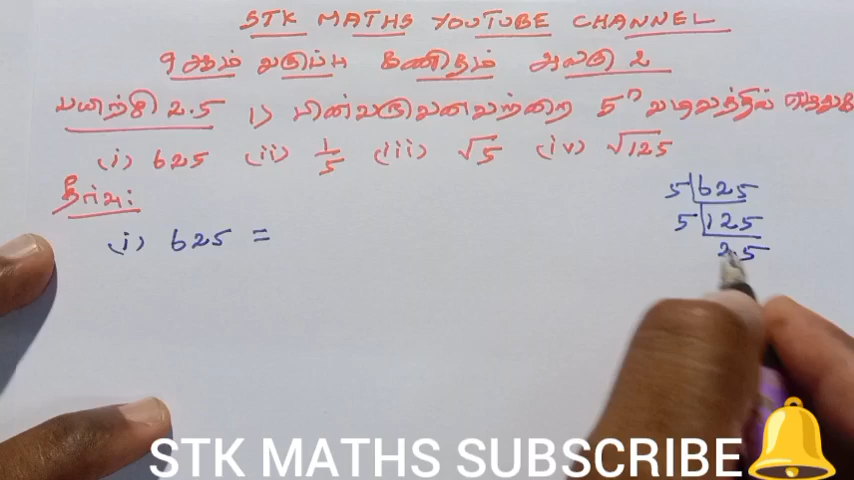 STK MATHS YOUTUBE CHANNEL
9 ஆம் வகுப்பு கணிதம் அலகு 2
பயிற்சி 2.5 1) பின்வருவனவற்றை 5ⁿ வடிவத்தில் எழுதுக
(i) 625 (ii) 1/5 (iii) √5 (iv) √125
தீர்வு:
(i) 625 =
5 625
5 125
25
STK MATHS SUBSCRIBE